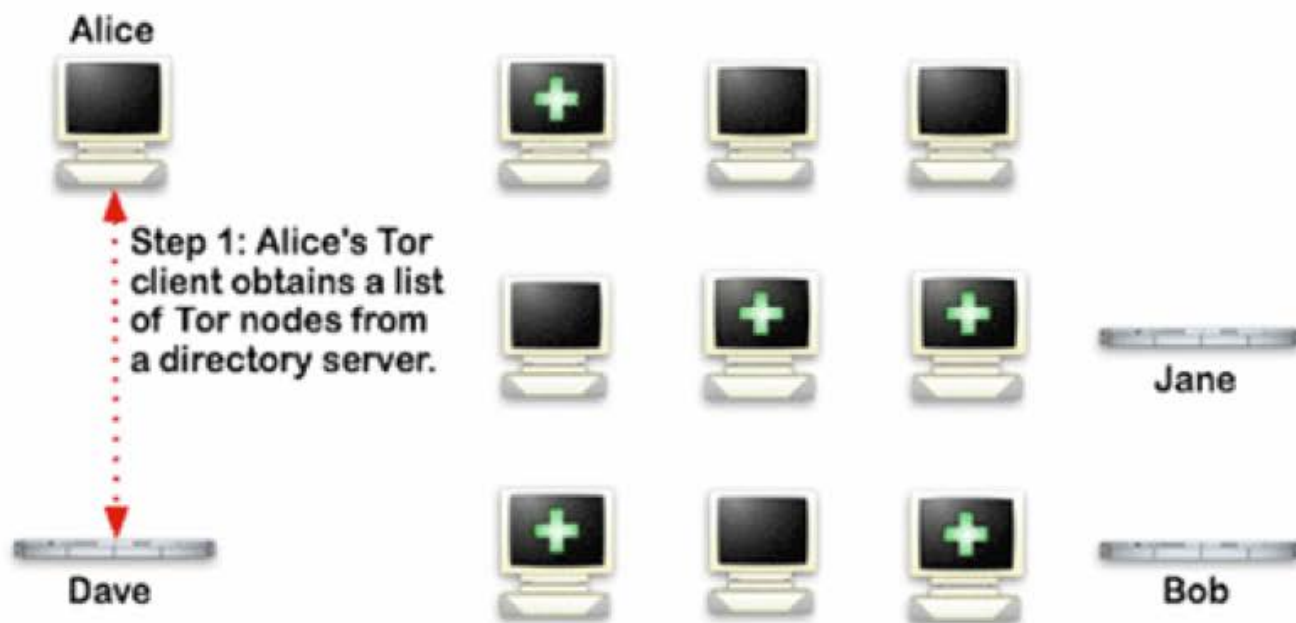 Alice
Step 1: Alice's Tor
client obtains a list
of Tor nodes from
a directory server.
Jane
Dave
Bob